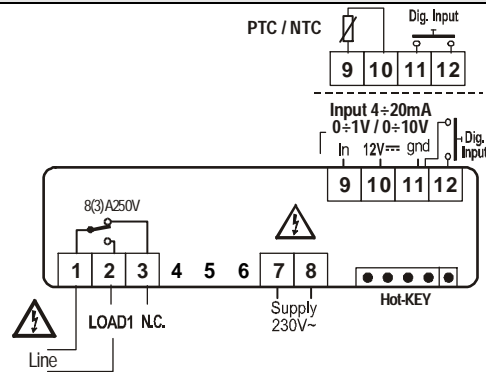 PTC / NTC
Dig. Input
9 10 11 12
Input 4÷20mA
0÷1V / 0÷10V
In 12V⎓ gnd
Dig.
Input
9 10 11 12
8(3)A250V
1 2 3 4 5 6 7 8
Hot-KEY
LOAD1 N.C.
Supply
230V~
Line